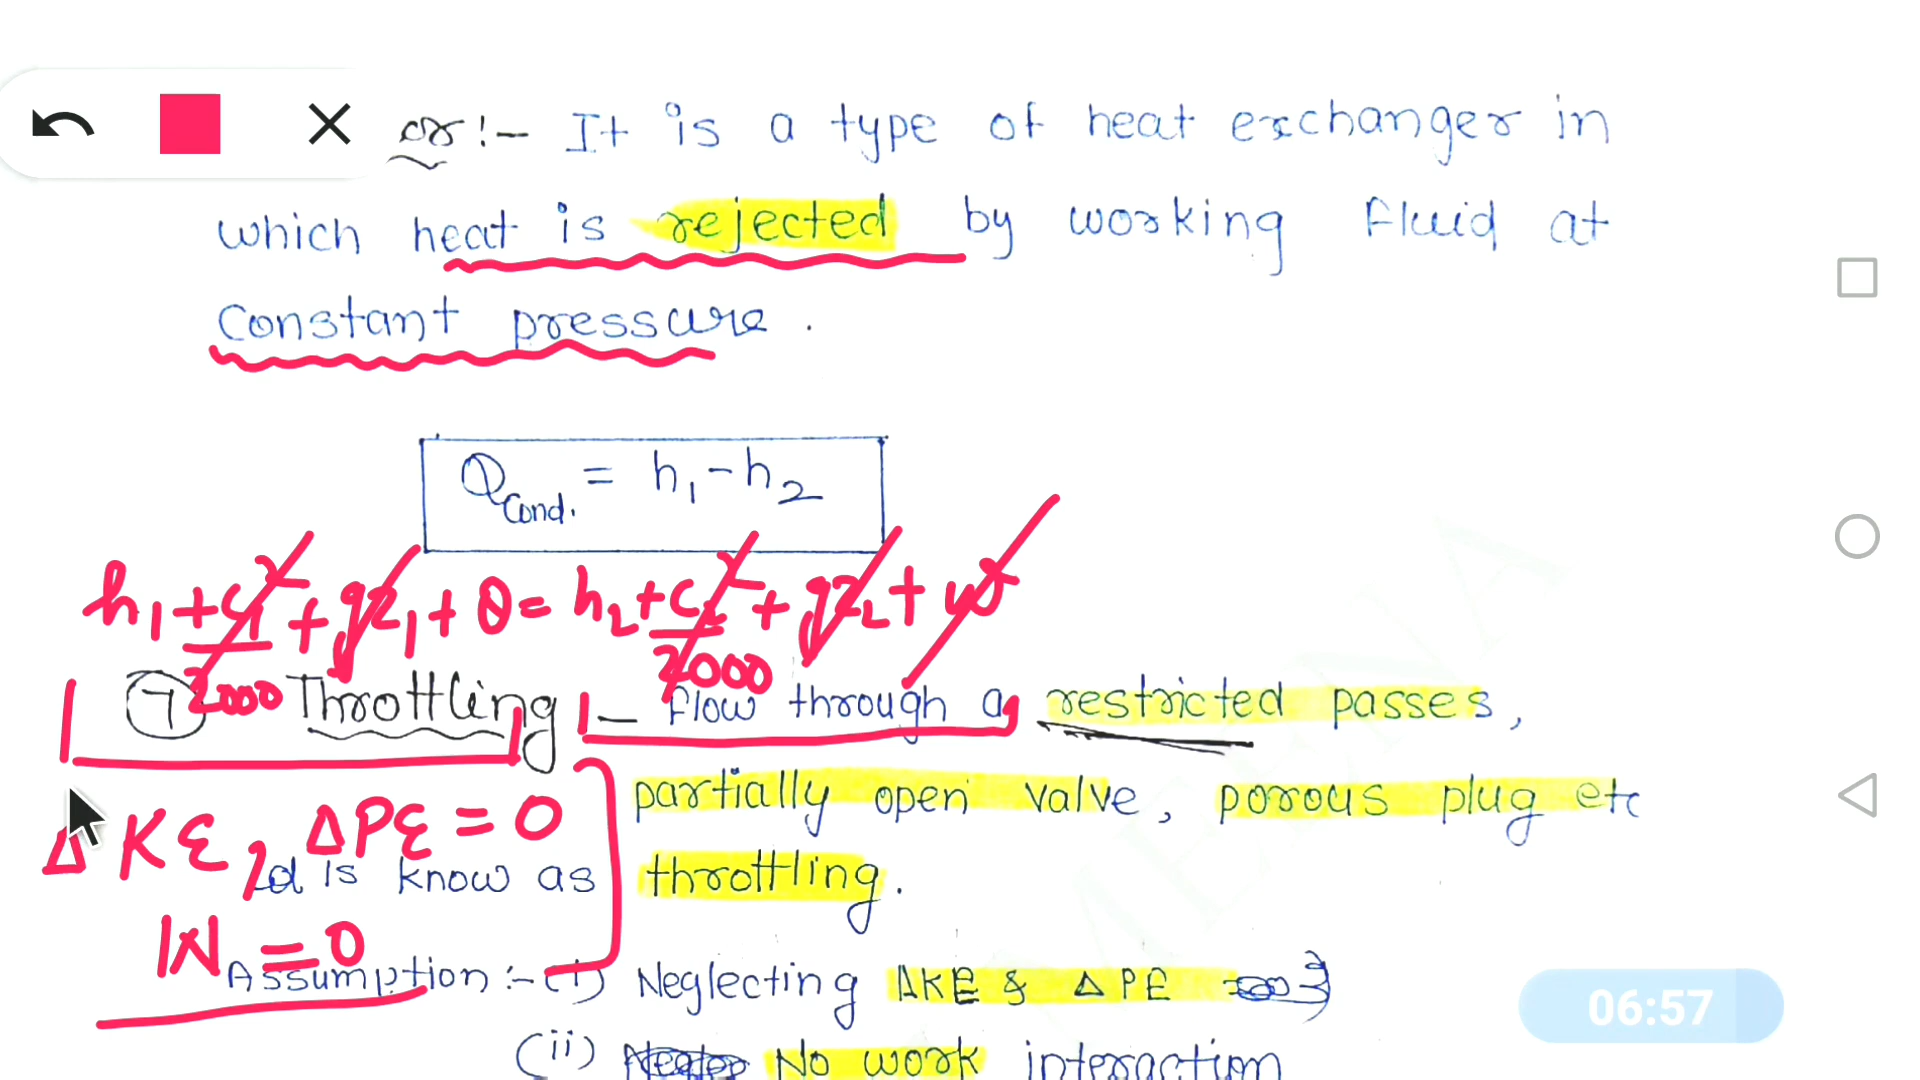 or :- It is a type of heat exchanger in
which heat is rejected by working fluid at
Constant pressure .
Qcond. = h₁-h₂
h₁ + C₁²/2000 + gz₁ + Q = h₂ + C₂²/2000 + gz₂ + w
7 Throttling - flow through a restricted passes,
partially open valve, porous plug etc
ΔKE, ΔPE = 0
d is know as throttling.
W = 0
Assumption :- (i) Neglecting ΔKE & ΔPE
(ii) No work interaction
06:57